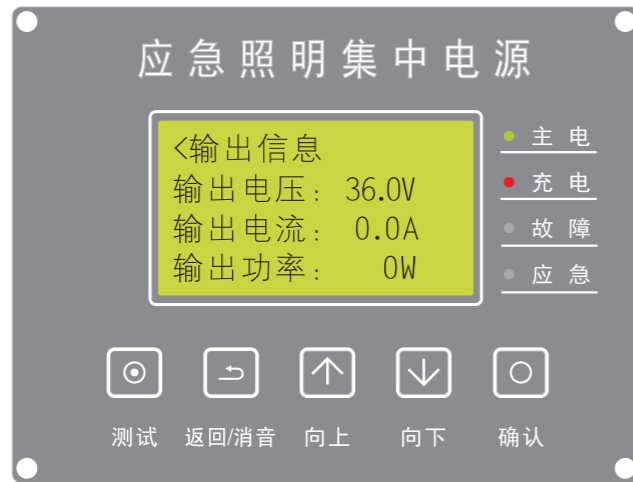 应急照明集中电源
<输出信息
输出电压: 36.0V
输出电流: 0.0A
输出功率: 0W
主电
充电
故障
应急
测试 返回/消音 向上 向下 确认